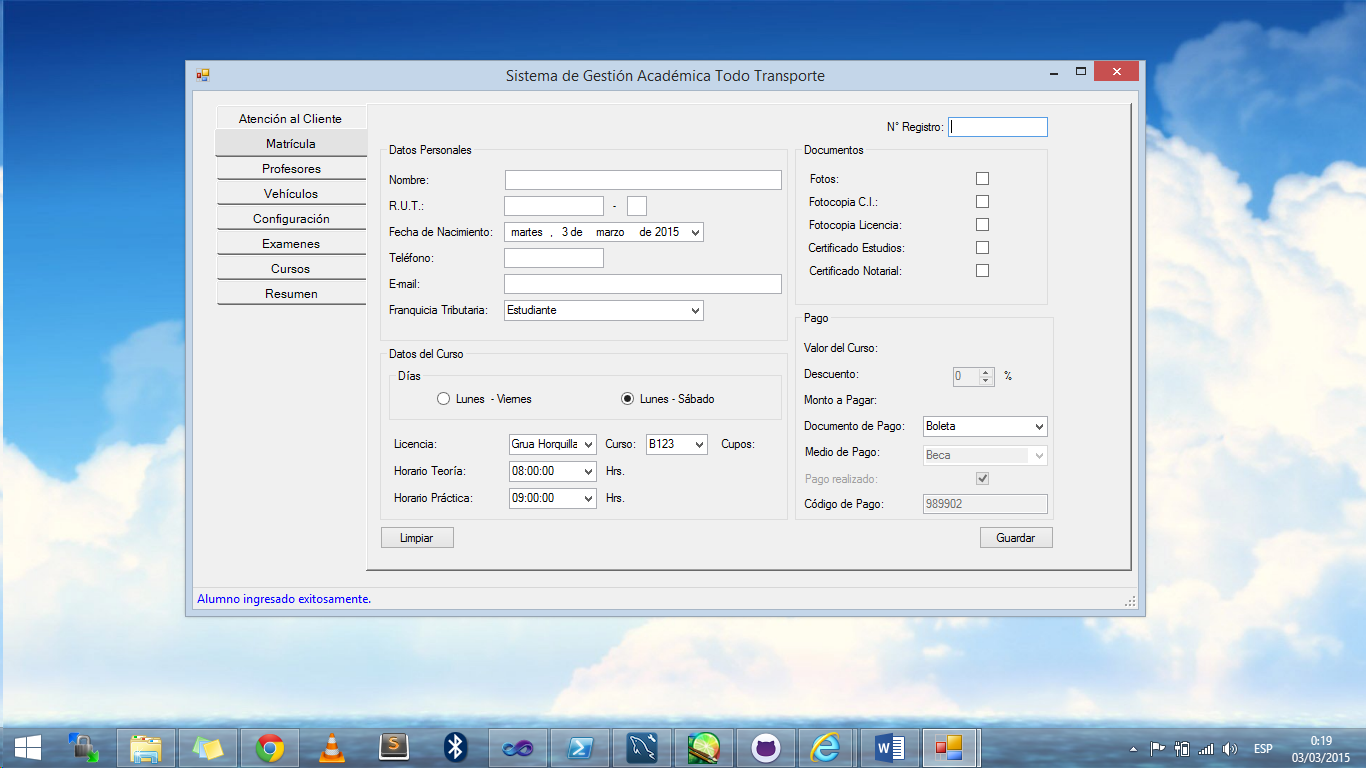 Sistema de Gestión Académica Todo Transporte
Atención al Cliente
Matrícula
Profesores
Vehículos
Configuración
Examenes
Cursos
Resumen
N° Registro:
Datos Personales
Nombre:
R.U.T.: -
Fecha de Nacimiento: martes , 3 de marzo de 2015
Teléfono:
E-mail:
Franquicia Tributaria: Estudiante
Datos del Curso
Días
Lunes - Viernes Lunes - Sábado
Licencia: Grua Horquilla Curso: B123 Cupos:
Horario Teoría: 08:00:00 Hrs.
Horario Práctica: 09:00:00 Hrs.
Limpiar
Documentos
Fotos:
Fotocopia C.I.:
Fotocopia Licencia:
Certificado Estudios:
Certificado Notarial:
Pago
Valor del Curso:
Descuento: 0 %
Monto a Pagar:
Documento de Pago: Boleta
Medio de Pago: Beca
Pago realizado:
Código de Pago: 989902
Guardar
Alumno ingresado exitosamente.
ESP
0:19
03/03/2015